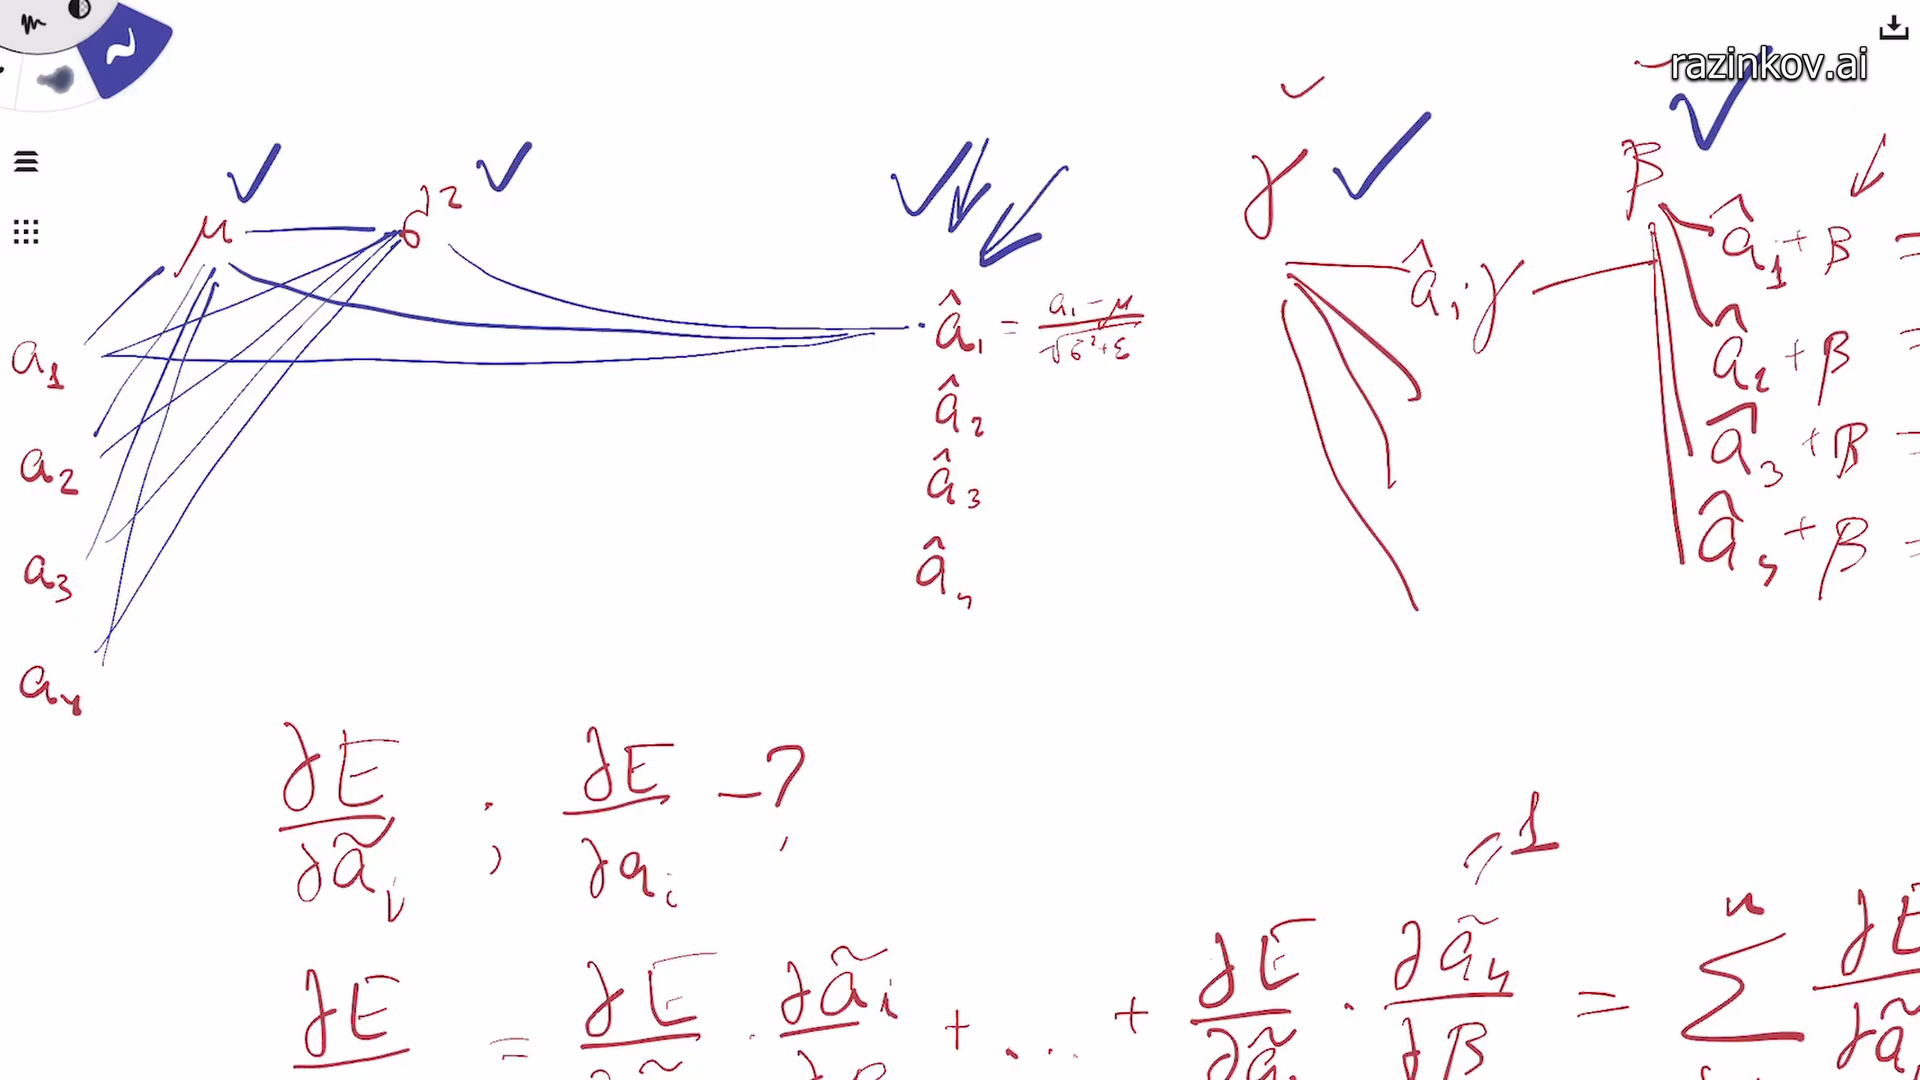 razinkov.ai
μ
σ²
γ
β
a₁
a₂
a₃
a₄
â₁ = (a₁ − μ) / √(σ² + ε)
â₂
â₃
â₄
âᵢγ
â₁ + β =
â₂ + β =
â₃ + β =
â₄ + β =
∂E/∂ãᵢ ; ∂E/∂aᵢ − ?
= 1
∂E = ∂E · ∂ãᵢ + ... + ∂E/∂ã · ∂ã₄/∂β = Σ ∂E/∂ã
n